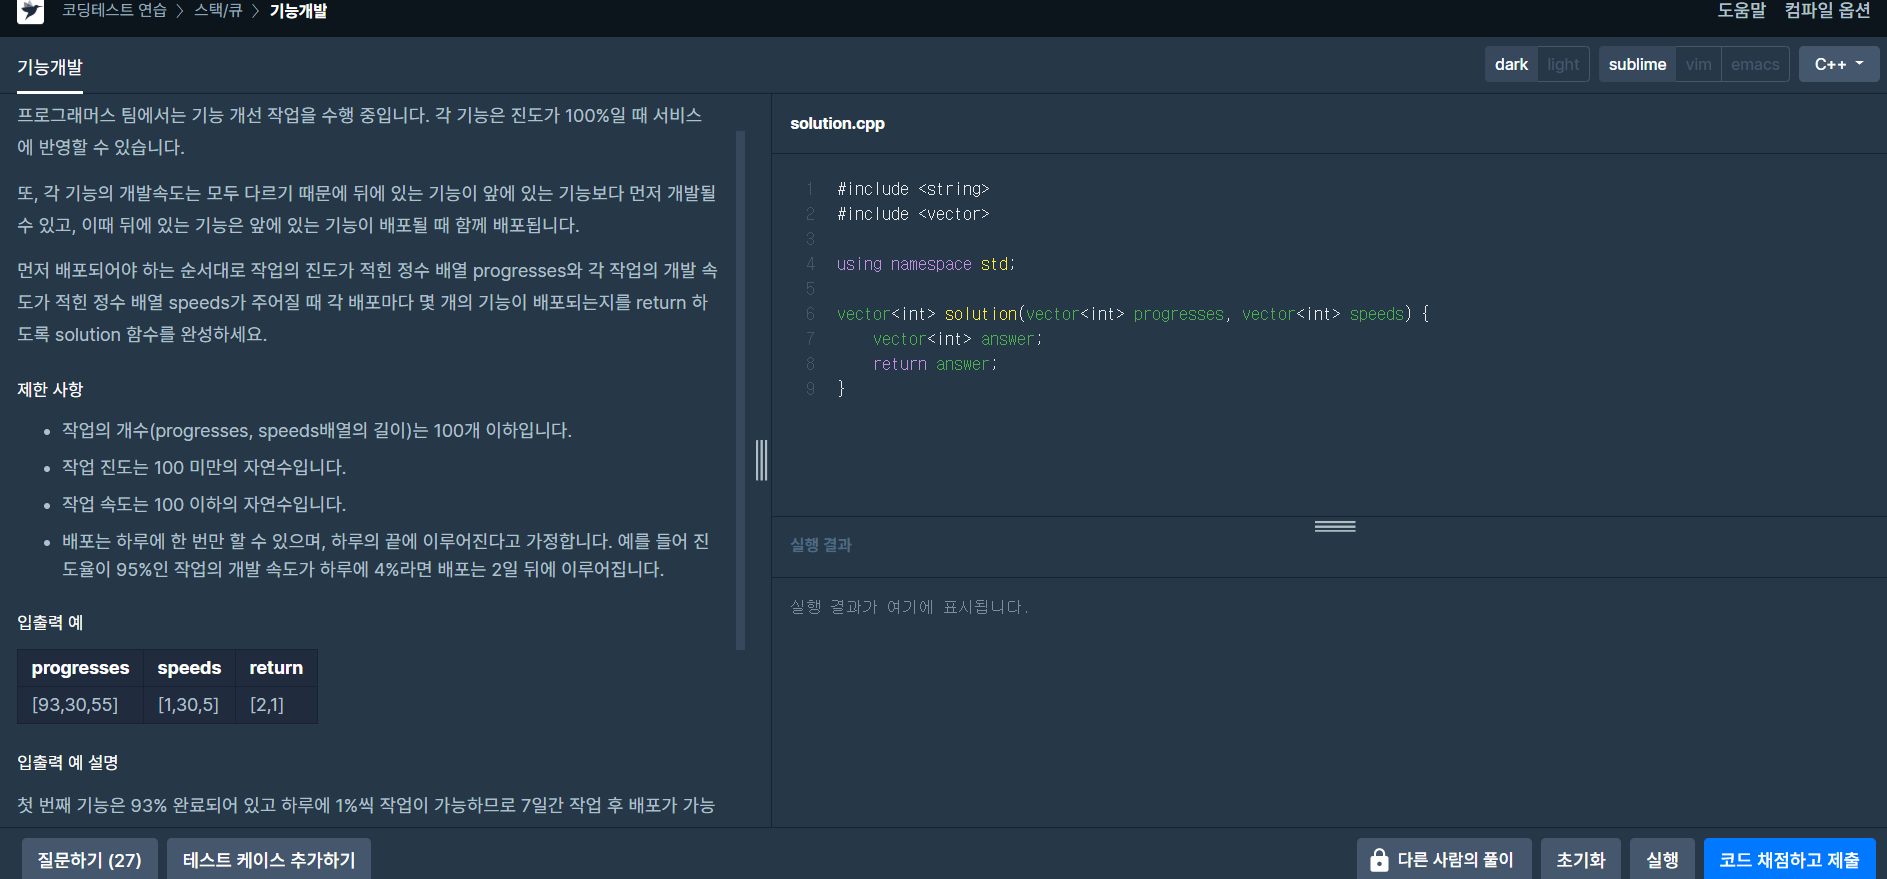 코딩테스트 연습 > 스택/큐 > 기능개발
도움말 컴파일 옵션
기능개발
dark light sublime vim emacs C++
프로그래머스 팀에서는 기능 개선 작업을 수행 중입니다. 각 기능은 진도가 100%일 때 서비스
에 반영할 수 있습니다.
또, 각 기능의 개발속도는 모두 다르기 때문에 뒤에 있는 기능이 앞에 있는 기능보다 먼저 개발될
수 있고, 이때 뒤에 있는 기능은 앞에 있는 기능이 배포될 때 함께 배포됩니다.
먼저 배포되어야 하는 순서대로 작업의 진도가 적힌 정수 배열 progresses와 각 작업의 개발 속
도가 적힌 정수 배열 speeds가 주어질 때 각 배포마다 몇 개의 기능이 배포되는지를 return 하
도록 solution 함수를 완성하세요.
제한 사항
• 작업의 개수(progresses, speeds배열의 길이)는 100개 이하입니다.
• 작업 진도는 100 미만의 자연수입니다.
• 작업 속도는 100 이하의 자연수입니다.
• 배포는 하루에 한 번만 할 수 있으며, 하루의 끝에 이루어진다고 가정합니다. 예를 들어 진
도율이 95%인 작업의 개발 속도가 하루에 4%라면 배포는 2일 뒤에 이루어집니다.
입출력 예
progresses speeds return
[93,30,55] [1,30,5] [2,1]
입출력 예 설명
첫 번째 기능은 93% 완료되어 있고 하루에 1%씩 작업이 가능하므로 7일간 작업 후 배포가 가능
solution.cpp
1 #include <string>
2 #include <vector>
3
4 using namespace std;
5
6 vector<int> solution(vector<int> progresses, vector<int> speeds) {
7 vector<int> answer;
8 return answer;
9 }
실행 결과
실행 결과가 여기에 표시됩니다.
질문하기 (27) 테스트 케이스 추가하기
다른 사람의 풀이 초기화 실행 코드 채점하고 제출